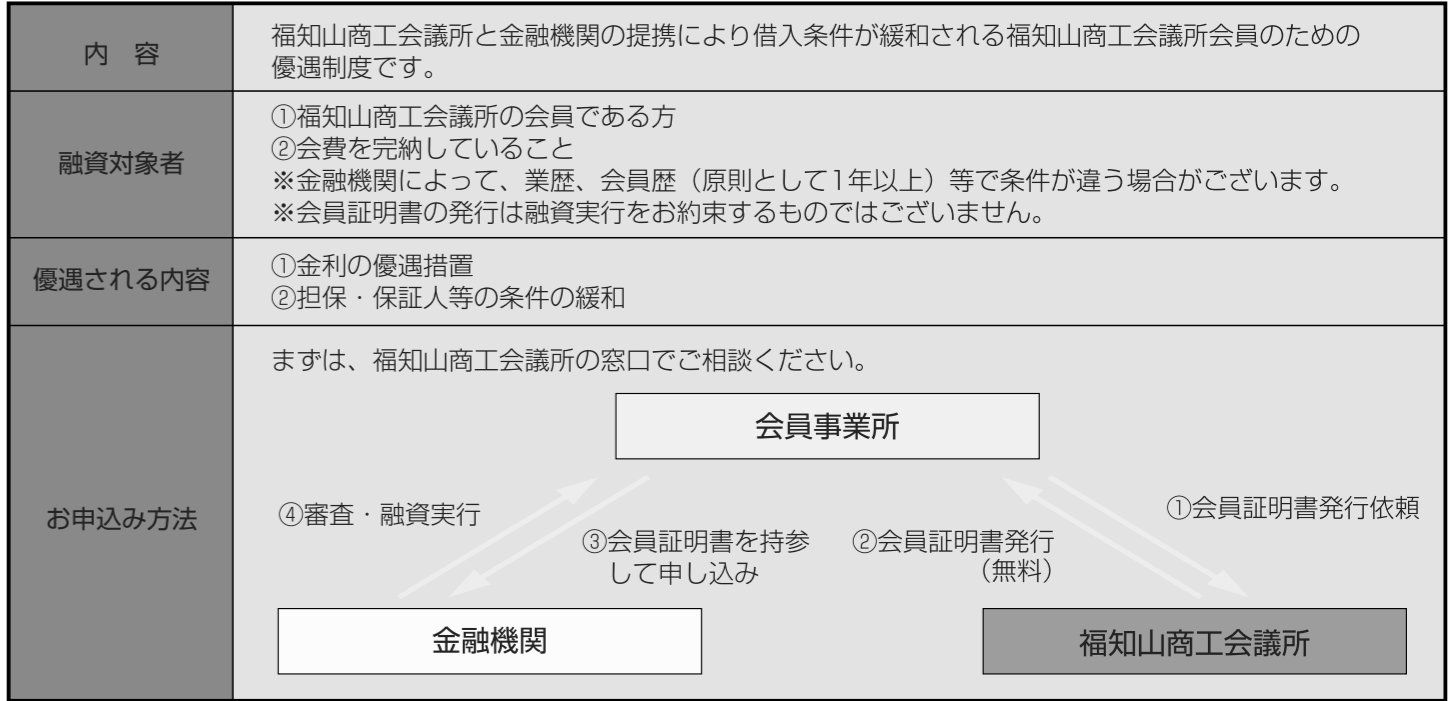 内　容
福知山商工会議所と金融機関の提携により借入条件が緩和される福知山商工会議所会員のための
優遇制度です。
融資対象者
①福知山商工会議所の会員である方
②会費を完納していること
※金融機関によって、業歴、会員歴（原則として1年以上）等で条件が違う場合がございます。
※会員証明書の発行は融資実行をお約束するものではございません。
優遇される内容
①金利の優遇措置
②担保・保証人等の条件の緩和
お申込み方法
まずは、福知山商工会議所の窓口でご相談ください。
会員事業所
①会員証明書発行依頼
④審査・融資実行
③会員証明書を持参
して申し込み
②会員証明書発行
（無料）
金融機関
福知山商工会議所